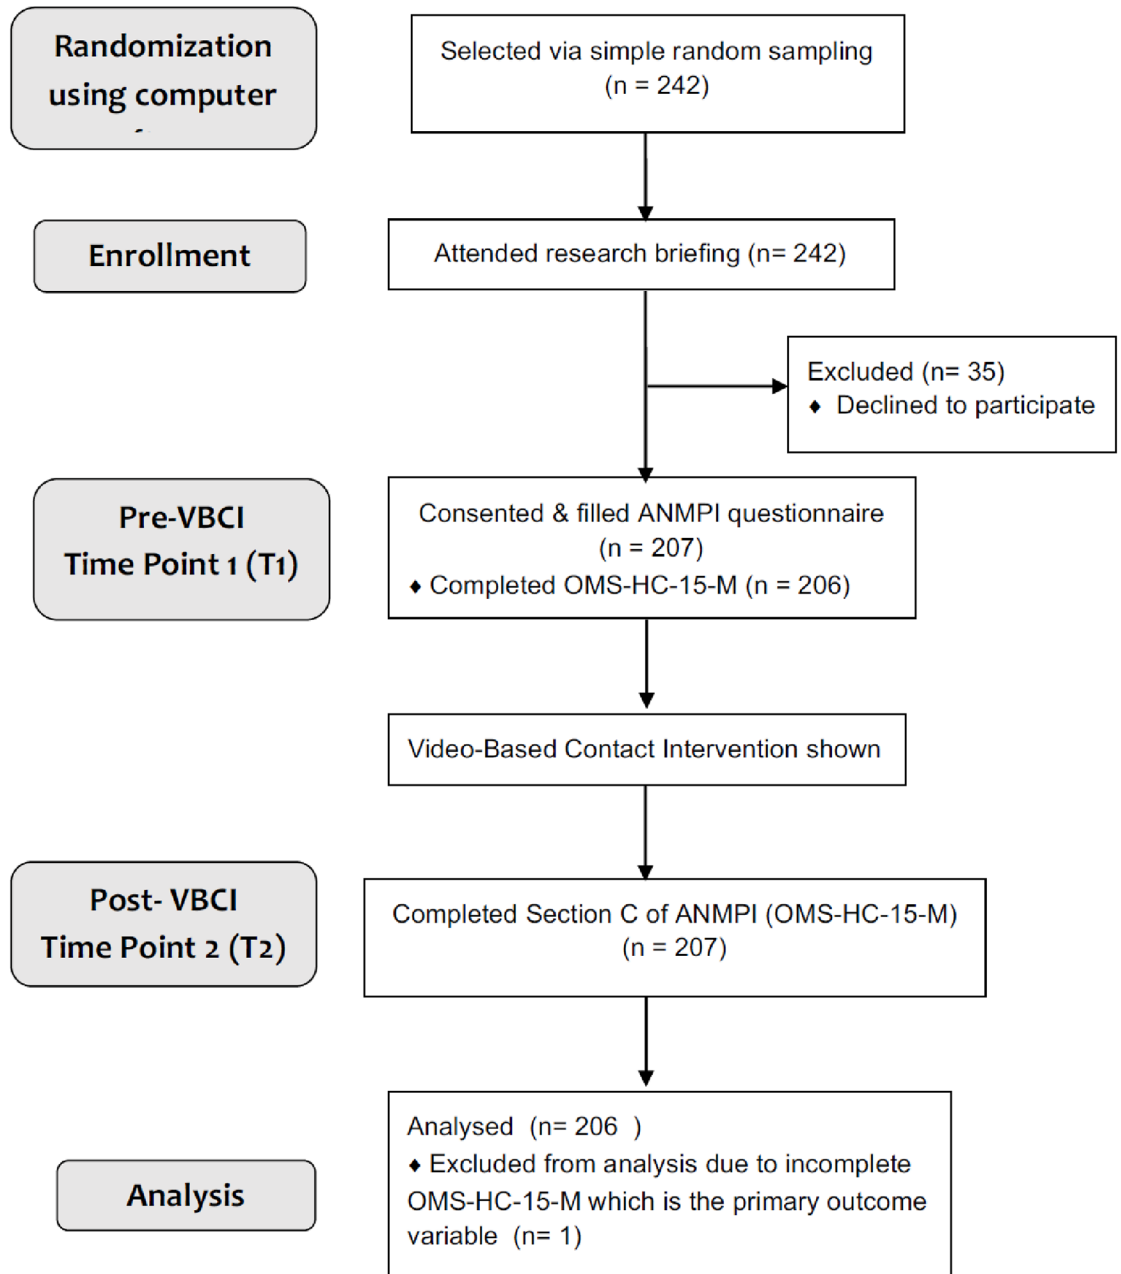 Randomization
using computer
Selected via simple random sampling
(n = 242)
Enrollment
Attended research briefing (n= 242)
Excluded (n= 35)
♦ Declined to participate
Pre-VBCI
Time Point 1 (T1)
Consented & filled ANMPI questionnaire
(n = 207)
♦ Completed OMS-HC-15-M (n = 206)
Video-Based Contact Intervention shown
Post- VBCI
Time Point 2 (T2)
Completed Section C of ANMPI (OMS-HC-15-M)
(n = 207)
Analysis
Analysed  (n= 206  )
♦ Excluded from analysis due to incomplete
OMS-HC-15-M which is the primary outcome
variable  (n= 1)